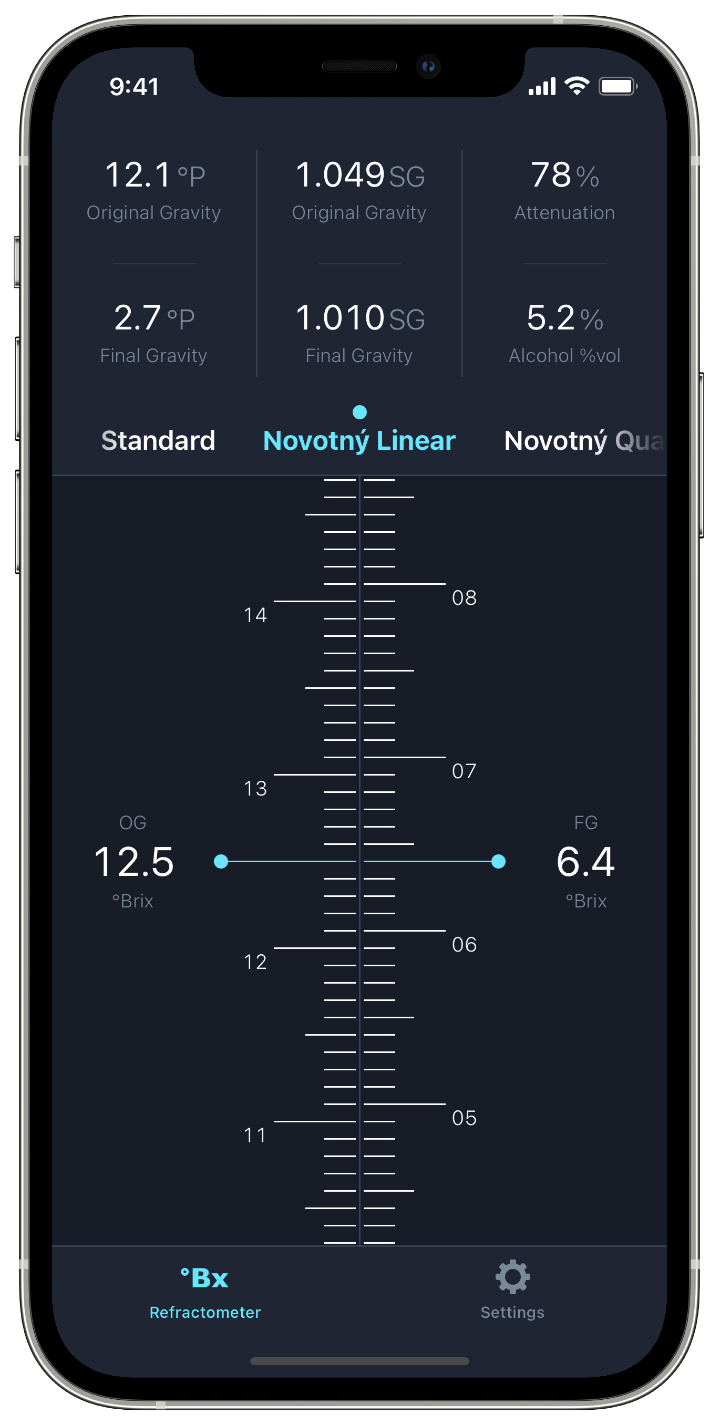 9:41
12.1 °P 1.049 SG 78 %
Original Gravity Original Gravity Attenuation
2.7 °P 1.010 SG 5.2 %
Final Gravity Final Gravity Alcohol %vol
Standard Novotný Linear Novotný Qua
08
14
07
13
OG FG
12.5 6.4
°Brix °Brix
06
12
05
11
°Bx
Refractometer Settings